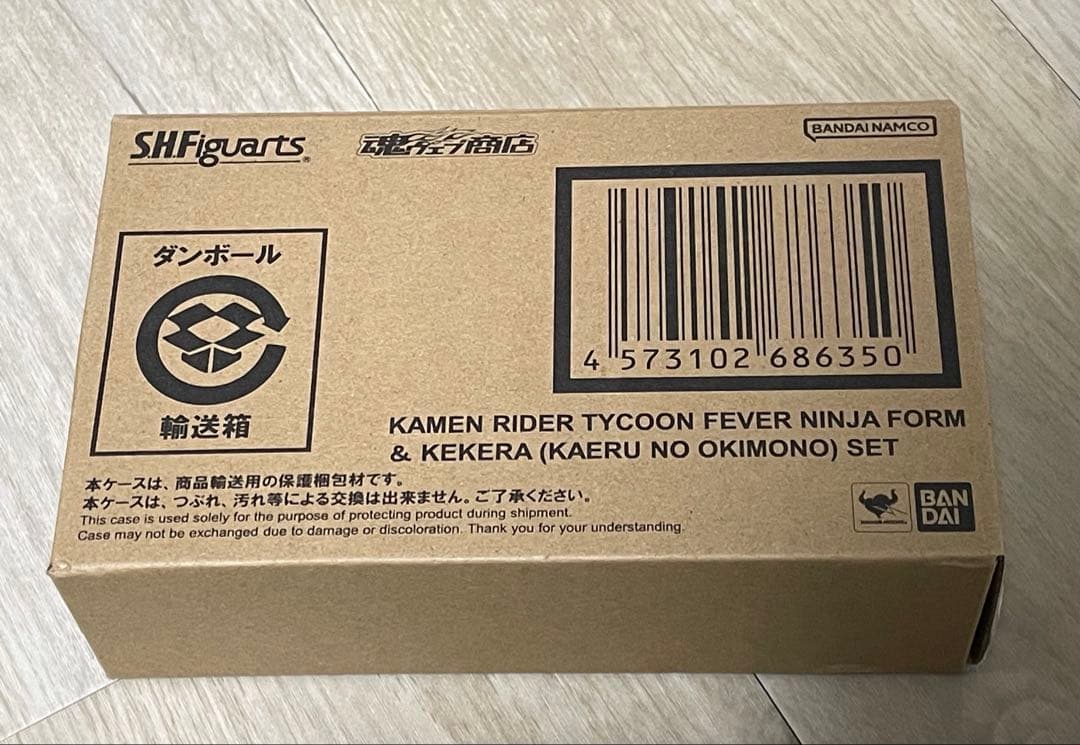 S.H.Figuarts®
魂ウェブ商店
BANDAI NAMCO
ダンボール
輸送箱
4 573102 686350
KAMEN RIDER TYCOON FEVER NINJA FORM
& KEKERA (KAERU NO OKIMONO) SET
本ケースは、商品輸送用の保護梱包材です。
本ケースは、つぶれ、汚れ等による交換は出来ません。ご了承ください。
This case is used solely for the purpose of protecting product during shipment.
Case may not be exchanged due to damage or discoloration. Thank you for your understanding.
BAN
DAI